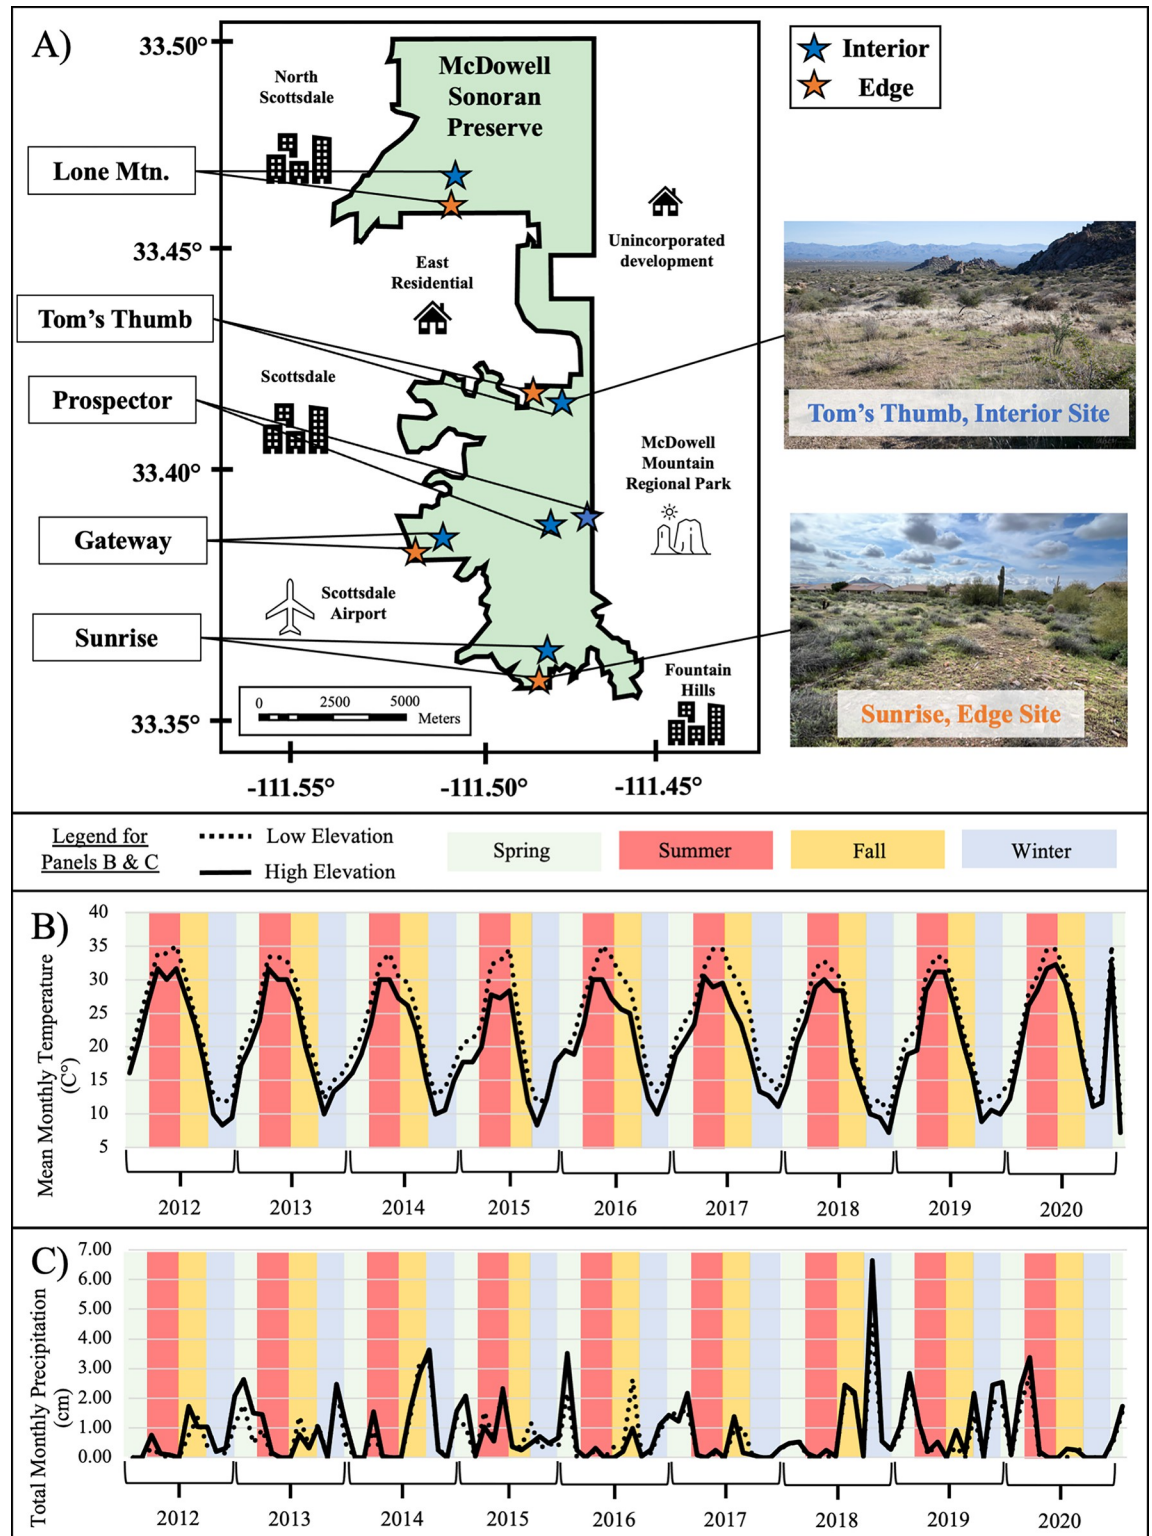 A)
33.50°
33.45°
33.40°
33.35°
-111.55°
-111.50°
-111.45°
McDowell
Sonoran
Preserve
North
Scottsdale
Lone Mtn.
Tom's Thumb
Prospector
Gateway
Sunrise
Unincorporated
development
East
Residential
Scottsdale
McDowell
Mountain
Regional Park
Scottsdale
Airport
Fountain
Hills
0 2500 5000
Meters
Interior
Edge
Tom's Thumb, Interior Site
Sunrise, Edge Site
Legend for
Panels B & C
Low Elevation
High Elevation
Spring
Summer
Fall
Winter
B)
Mean Monthly Temperature
(C°)
40
35
30
25
20
15
10
5
2012 2013 2014 2015 2016 2017 2018 2019 2020
C)
Total Monthly Precipitation
(cm)
7.00
6.00
5.00
4.00
3.00
2.00
1.00
0.00
2012 2013 2014 2015 2016 2017 2018 2019 2020